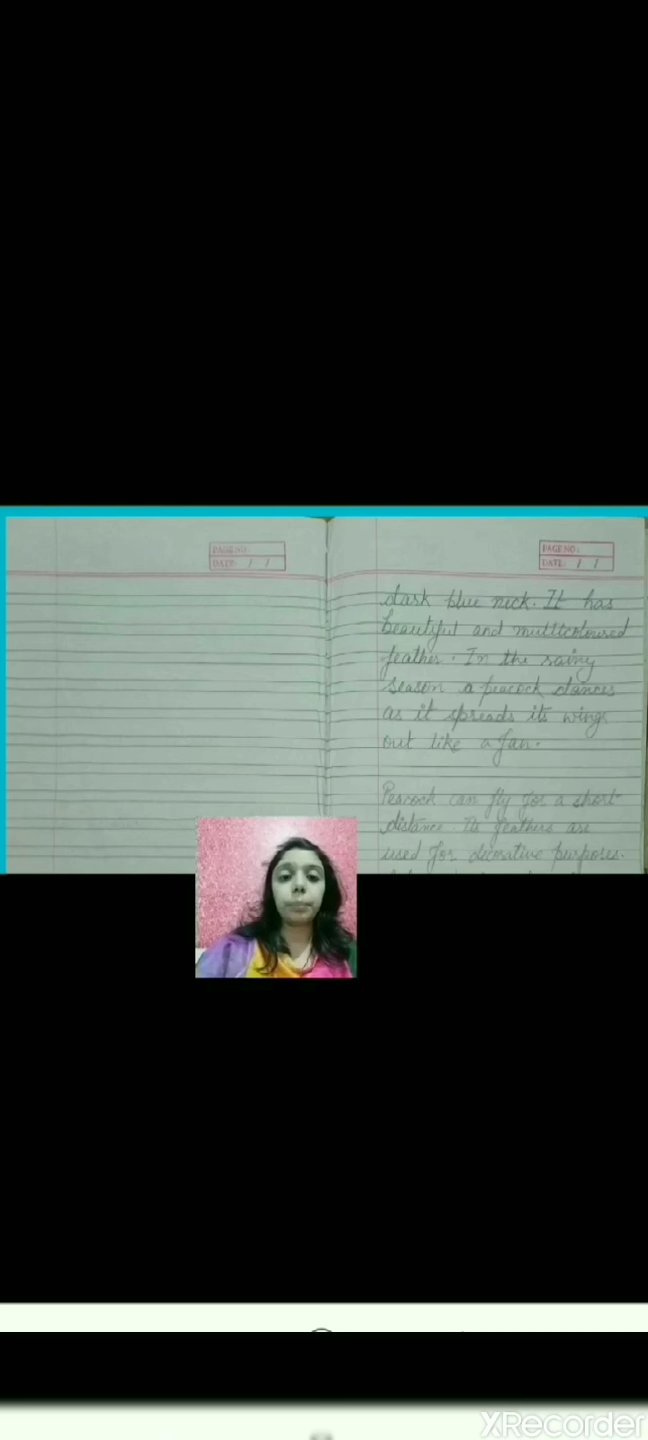 PAGE NO:
DATE: / /
PAGE NO:
DATE: / /
dark blue neck. It has
beautiful and multicoloured
feather. In the rainy
season a peacock dances
as it spreads its wings
out like a fan.
Peacock can fly for a short
distance. Its feathers are
used for decorative purposes.
XRecorder